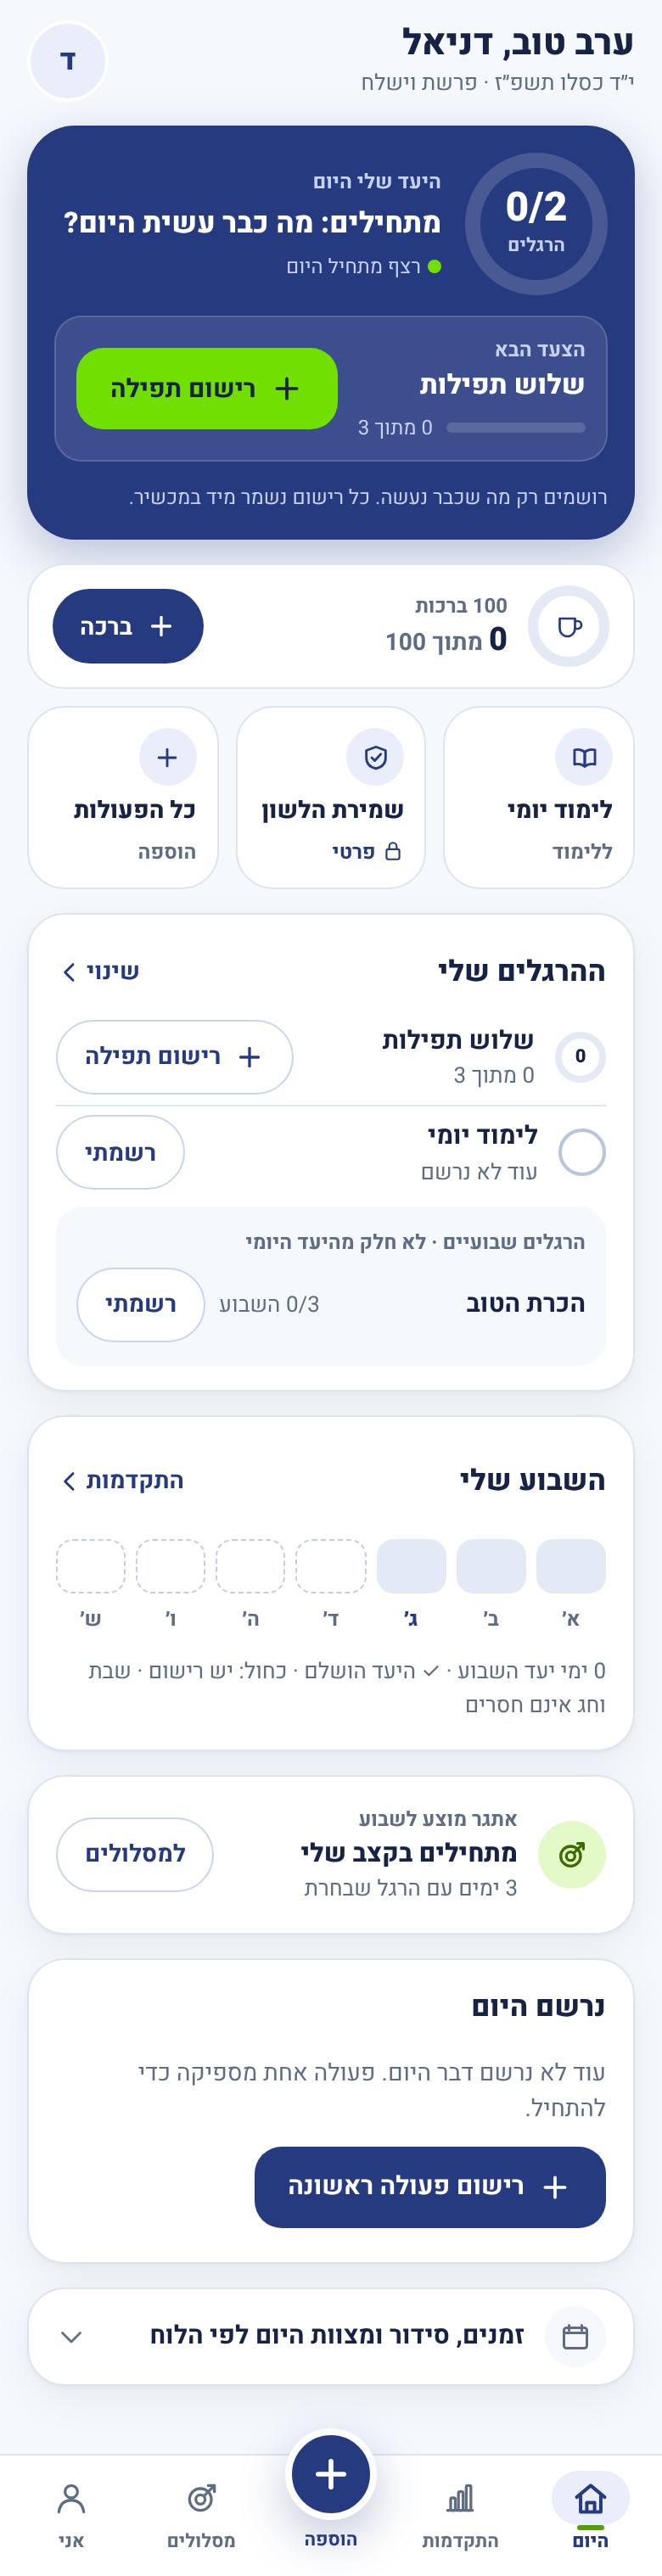 ערב טוב, דניאל
ד
י״ד כסלו תשפ״ז · פרשת וישלח
0/2
הרגלים
היעד שלי היום
מתחילים: מה כבר עשית היום?
רצף מתחיל היום
הצעד הבא
שלוש תפילות
0 מתוך 3
רישום תפילה
רושמים רק מה שכבר נעשה. כל רישום נשמר מיד במכשיר.
100 ברכות
0 מתוך 100
ברכה
לימוד יומי
ללימוד
שמירת הלשון
פרטי
כל הפעולות
הוספה
ההרגלים שלי
שינוי
0
שלוש תפילות
0 מתוך 3
רישום תפילה
לימוד יומי
עוד לא נרשם
רשמתי
הרגלים שבועיים · לא חלק מהיעד היומי
הכרת הטוב
0/3 השבוע
רשמתי
השבוע שלי
התקדמות
א׳
ב׳
ג׳
ד׳
ה׳
ו׳
ש׳
0 ימי יעד השבוע · ✓ היעד הושלם · כחול: יש רישום · שבת
וחג אינם חסרים
אתגר מוצע לשבוע
מתחילים בקצב שלי
3 ימים עם הרגל שבחרת
למסלולים
נרשם היום
עוד לא נרשם דבר היום. פעולה אחת מספיקה כדי
להתחיל.
רישום פעולה ראשונה
זמנים, סידור ומצוות היום לפי הלוח
היום
התקדמות
הוספה
מסלולים
אני